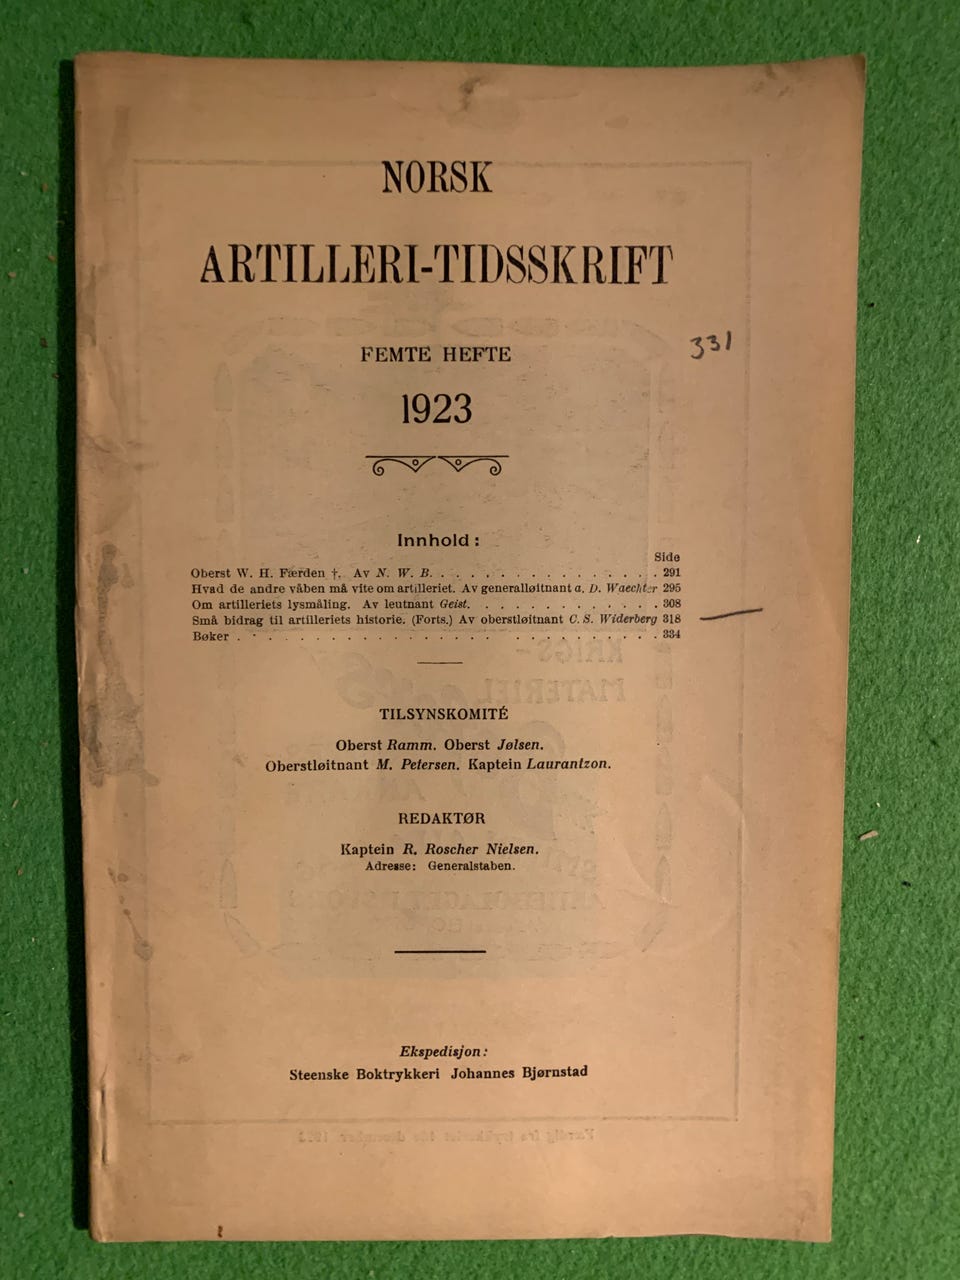 NORSK
ARTILLERI-TIDSSKRIFT
FEMTE HEFTE
331
1923
Innhold:
Side
Oberst W. H. Færden †. Av N. W. B. . . . . . . . . . . . . . . . 291
Hvad de andre våben må vite om artilleriet. Av generalløitnant a. D. Waechter 295
Om artilleriets lysmåling. Av leutnant Geist. . . . . . . . . . . . . 308
Små bidrag til artilleriets historie. (Forts.) Av oberstløitnant C. S. Widerberg 318
Bøker . . . . . . . . . . . . . . . . . . . . . . . . . . . . 334
TILSYNSKOMITÉ
Oberst Ramm. Oberst Jølsen.
Oberstløitnant M. Petersen. Kaptein Laurantzon.
REDAKTØR
Kaptein R. Roscher Nielsen.
Adresse: Generalstaben.
Ekspedisjon:
Steenske Boktrykkeri Johannes Bjørnstad